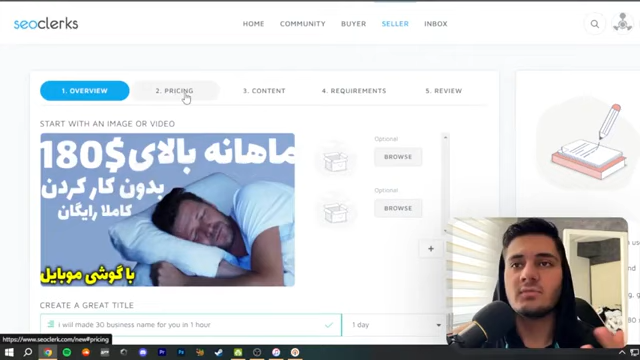 seoclerks
HOME
COMMUNITY
BUYER
SELLER
INBOX
1. OVERVIEW
2. PRICING
3. CONTENT
4. REQUIREMENTS
5. REVIEW
START WITH AN IMAGE OR VIDEO
ماهانه بالای 180$
بدون کار کردن
کاملا رایگان
با گوشی موبایل
Optional
BROWSE
Optional
BROWSE
+
CREATE A GREAT TITLE
i will made 30 business name for you in 1 hour
1 day
https://www.seoclerk.com/new#pricing